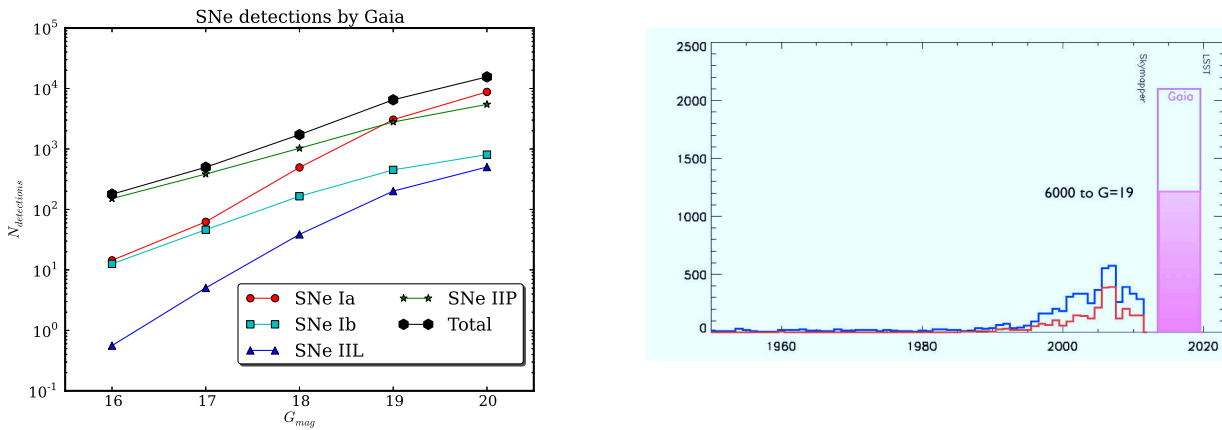 SNe detections by Gaia
10^5
10^4
10^3
10^2
10^1
10^0
10^-1
N_detections
16 17 18 19 20
G_mag
SNe Ia
SNe Ib
SNe IIL
SNe IIP
Total
2500
2000
1500
1000
500
0
1960 1980 2000 2020
Skymapper
LSST
Gaia
6000 to G=19